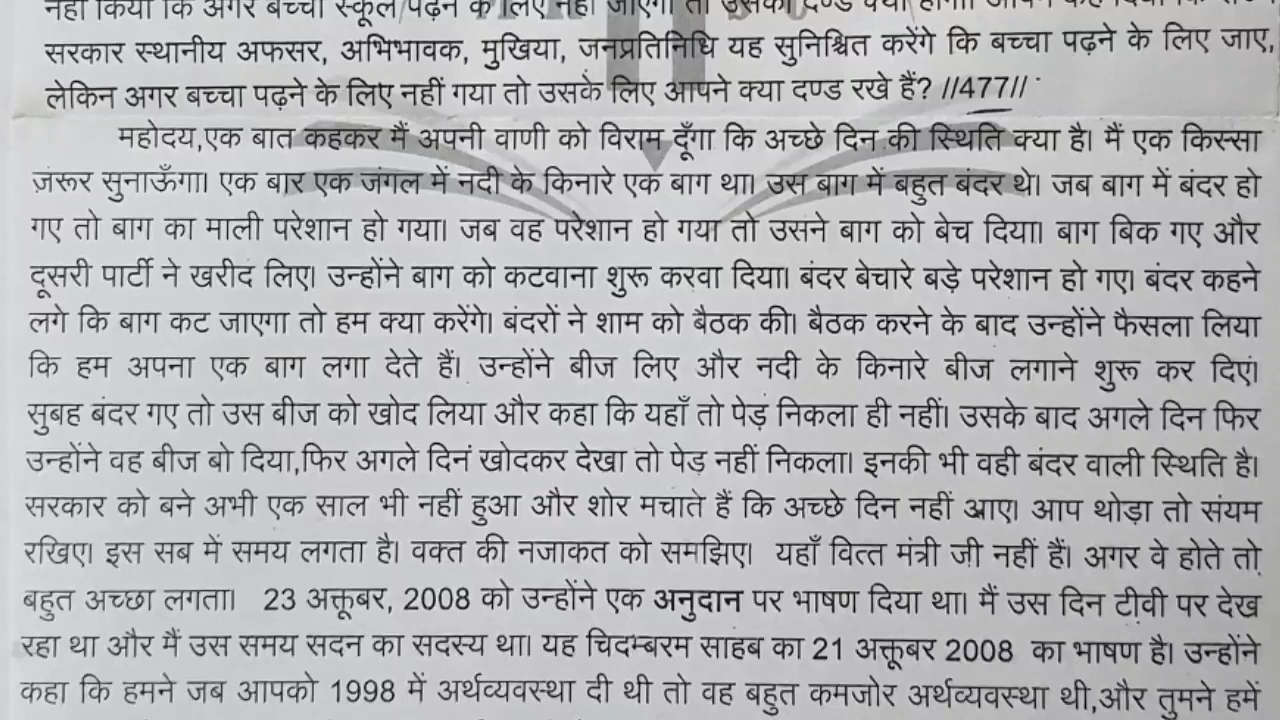 नहीं किया कि अगर बच्चा स्कूल पढ़ने के लिए नहीं जाएगा तो उसका दण्ड क्या होगा।
सरकार स्थानीय अफसर, अभिभावक, मुखिया, जनप्रतिनिधि यह सुनिश्चित करेंगे कि बच्चा पढ़ने के लिए जाए,
लेकिन अगर बच्चा पढ़ने के लिए नहीं गया तो उसके लिए आपने क्या दण्ड रखे हैं? //477//
महोदय,एक बात कहकर मैं अपनी वाणी को विराम दूँगा कि अच्छे दिन की स्थिति क्या है। मैं एक किस्सा
ज़रूर सुनाऊँगा। एक बार एक जंगल में नदी के किनारे एक बाग था। उस बाग में बहुत बंदर थे। जब बाग में बंदर हो
गए तो बाग का माली परेशान हो गया। जब वह परेशान हो गया तो उसने बाग को बेच दिया। बाग बिक गए और
दूसरी पार्टी ने खरीद लिए। उन्होंने बाग को कटवाना शुरू करवा दिया। बंदर बेचारे बड़े परेशान हो गए। बंदर कहने
लगे कि बाग कट जाएगा तो हम क्या करेंगे। बंदरों ने शाम को बैठक की। बैठक करने के बाद उन्होंने फैसला लिया
कि हम अपना एक बाग लगा देते हैं। उन्होंने बीज लिए और नदी के किनारे बीज लगाने शुरू कर दिए।
सुबह बंदर गए तो उस बीज को खोद लिया और कहा कि यहाँ तो पेड़ निकला ही नहीं। उसके बाद अगले दिन फिर
उन्होंने वह बीज बो दिया,फिर अगले दिन खोदकर देखा तो पेड़ नहीं निकला। इनकी भी वही बंदर वाली स्थिति है।
सरकार को बने अभी एक साल भी नहीं हुआ और शोर मचाते हैं कि अच्छे दिन नहीं आए। आप थोड़ा तो संयम
रखिए। इस सब में समय लगता है। वक्त की नजाकत को समझिए। यहाँ वित्त मंत्री जी नहीं हैं। अगर वे होते तो
बहुत अच्छा लगता। 23 अक्तूबर, 2008 को उन्होंने एक अनुदान पर भाषण दिया था। मैं उस दिन टीवी पर देख
रहा था और मैं उस समय सदन का सदस्य था। यह चिदम्बरम साहब का 21 अक्तूबर 2008 का भाषण है। उन्होंने
कहा कि हमने जब आपको 1998 में अर्थव्यवस्था दी थी तो वह बहुत कमजोर अर्थव्यवस्था थी,और तुमने हमें